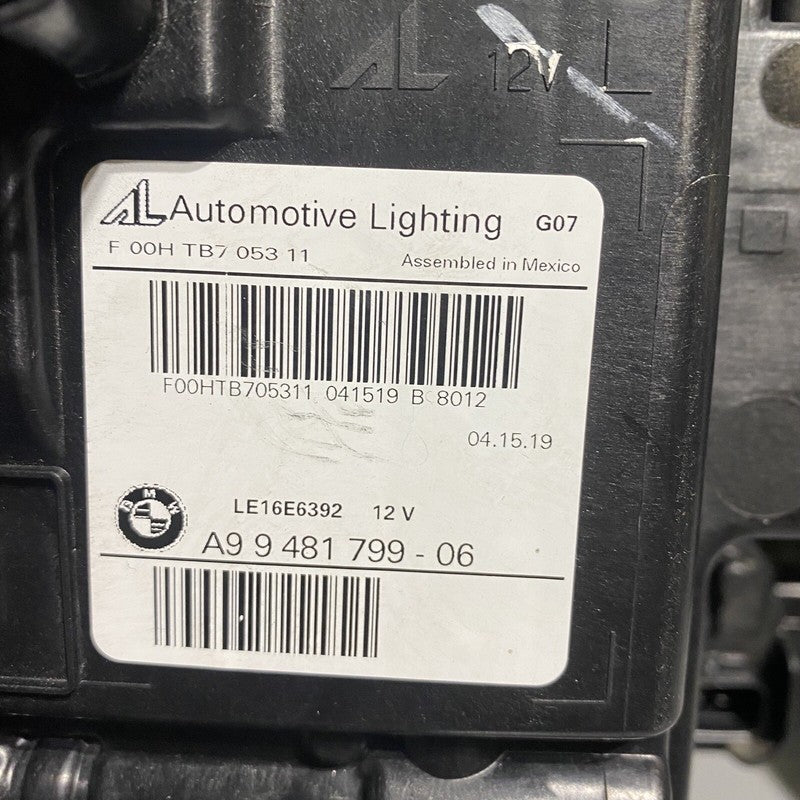 AL 12V L
AL Automotive Lighting G07
F 00H TB7 053 11
Assembled in Mexico
F00HTB705311 041519 B 8012
04.15.19
BMW
LE16E6392 12 V
A9 9 481 799 - 06